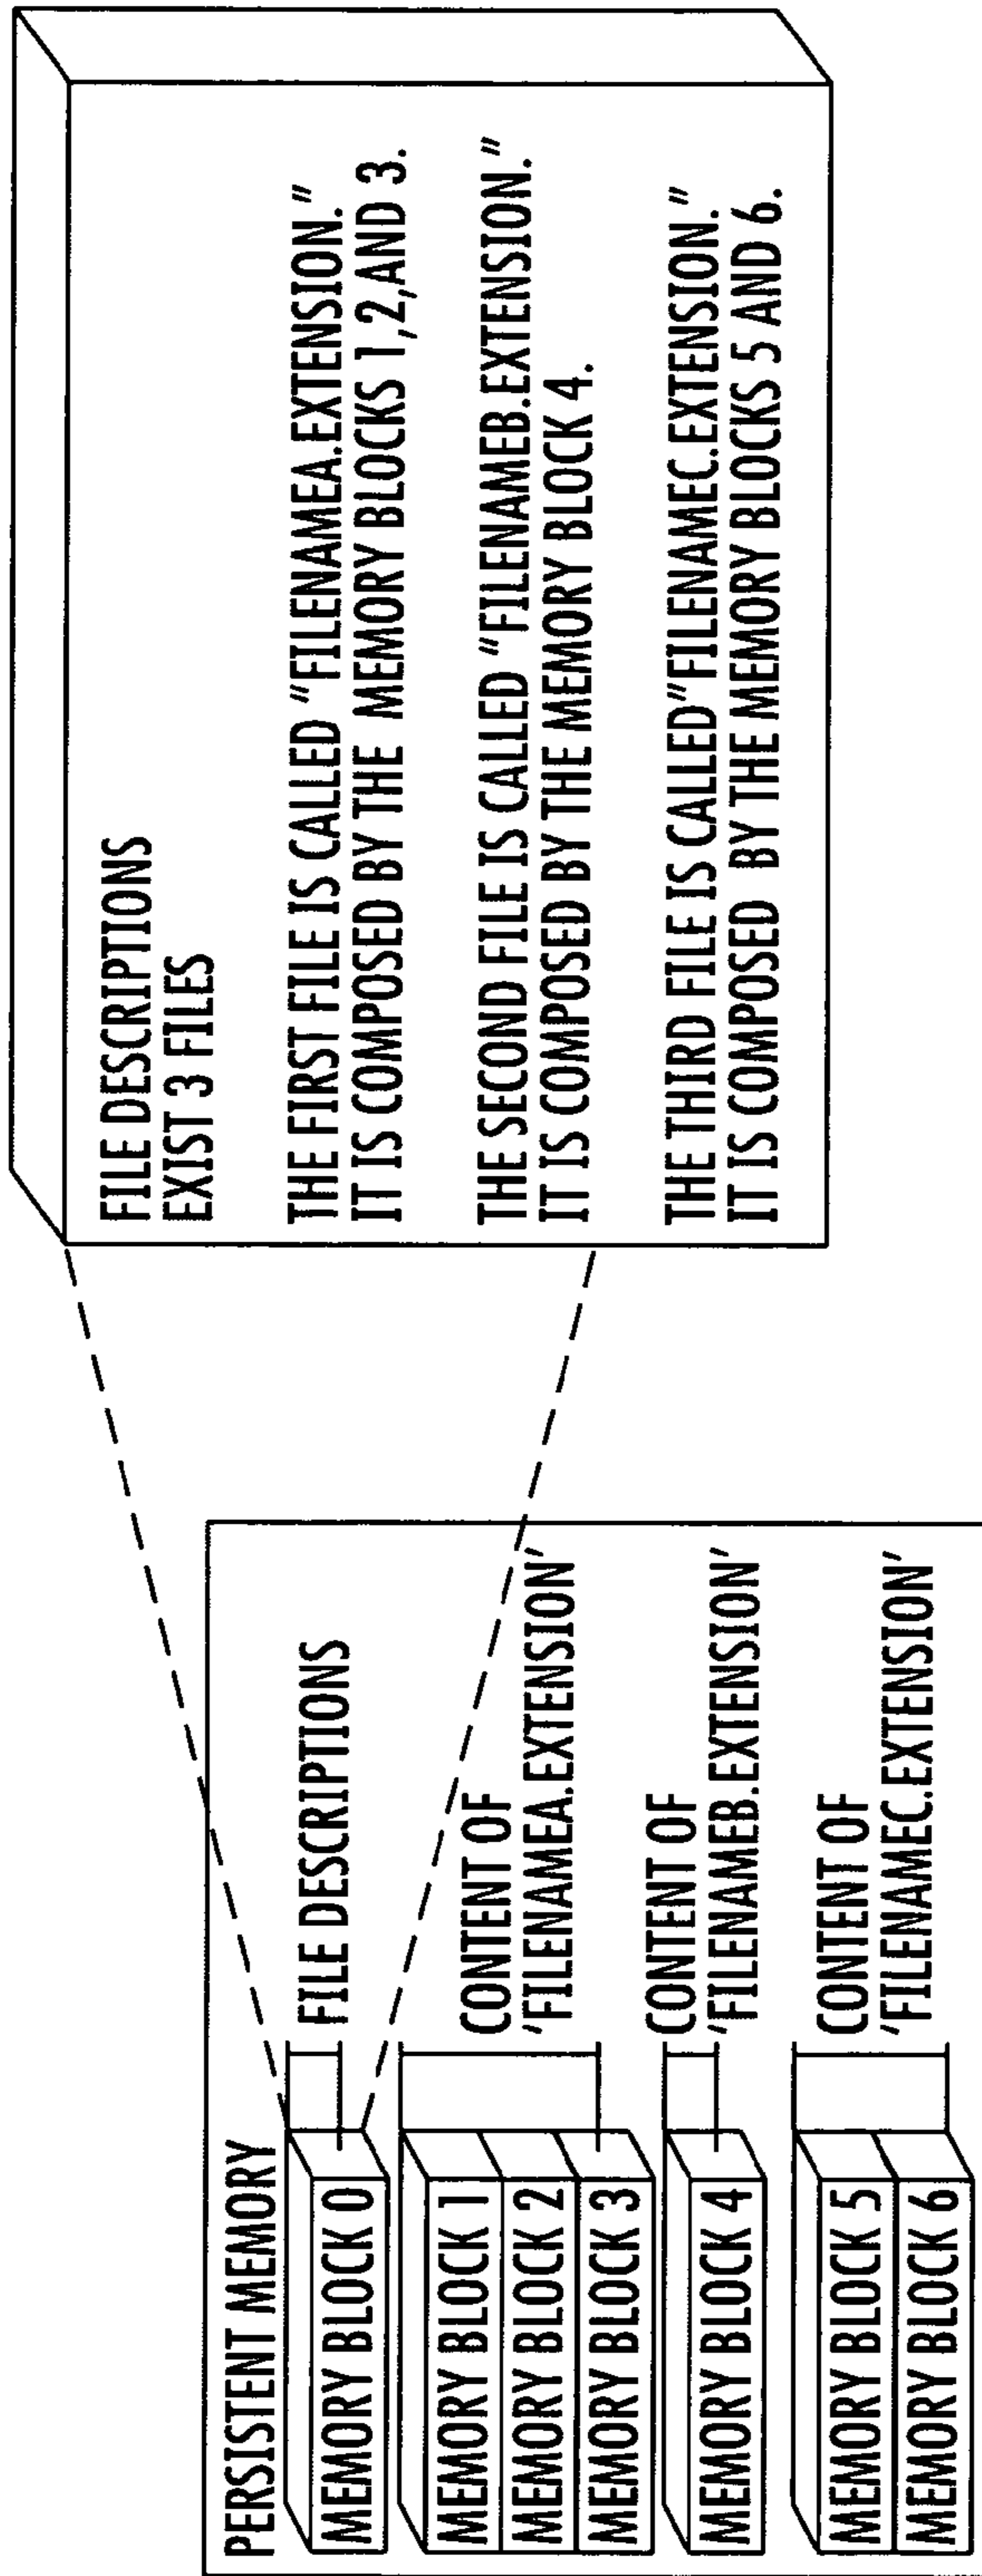 PERSISTENT MEMORY
MEMORY BLOCK 0
FILE DESCRIPTIONS
MEMORY BLOCK 1
MEMORY BLOCK 2
MEMORY BLOCK 3
CONTENT OF
'FILENAMEA.EXTENSION'
MEMORY BLOCK 4
CONTENT OF
'FILENAMEB.EXTENSION'
MEMORY BLOCK 5
MEMORY BLOCK 6
CONTENT OF
'FILENAMEC.EXTENSION'
FILE DESCRIPTIONS
EXIST 3 FILES
THE FIRST FILE IS CALLED "FILENAMEA.EXTENSION."
IT IS COMPOSED BY THE MEMORY BLOCKS 1,2,AND 3.
THE SECOND FILE IS CALLED "FILENAMEB.EXTENSION."
IT IS COMPOSED BY THE MEMORY BLOCK 4.
THE THIRD FILE IS CALLED"FILENAMEC.EXTENSION."
IT IS COMPOSED BY THE MEMORY BLOCKS 5 AND 6.